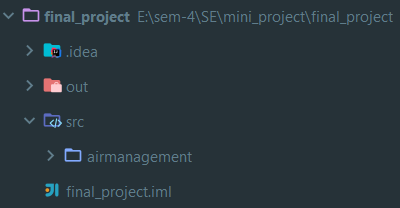 final_project E:\sem-4\SE\mini_project\final_project
.idea
out
src
airmanagement
final_project.iml